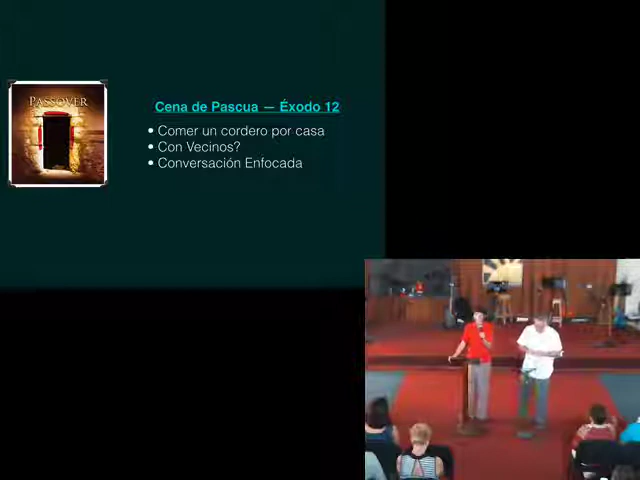 PASSOVER
Cena de Pascua — Éxodo 12
• Comer un cordero por casa
• Con Vecinos?
• Conversación Enfocada